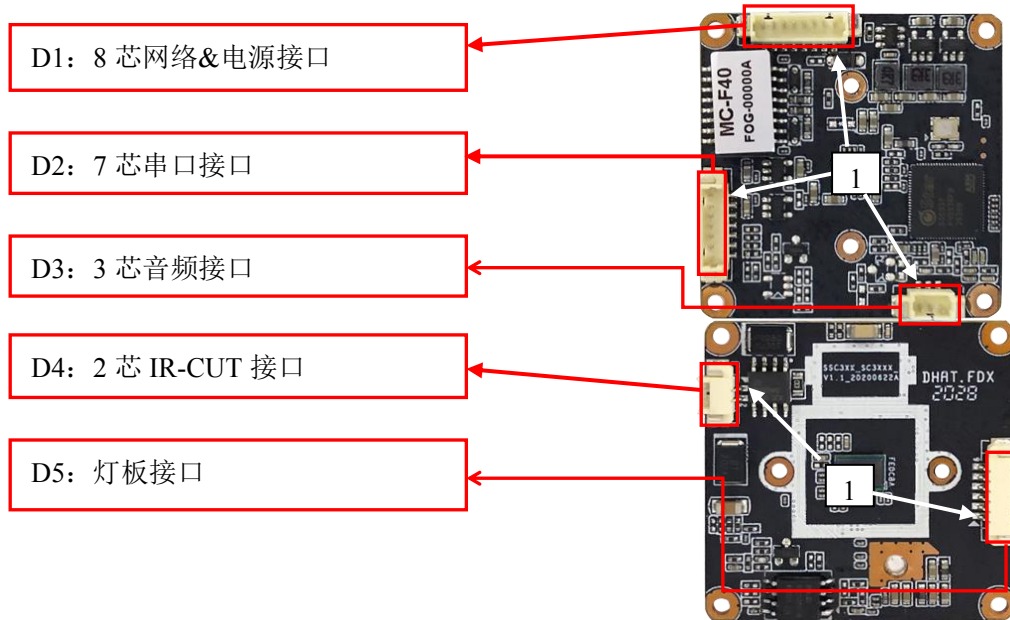 D1：8 芯网络&电源接口
D2：7 芯串口接口
D3：3 芯音频接口
D4：2 芯 IR-CUT 接口
D5：灯板接口
MC-F40
FOG-00000A
1
SSC3XX_SC3XXX
V1.1_20200622A
DHAT.FDX
2028
1